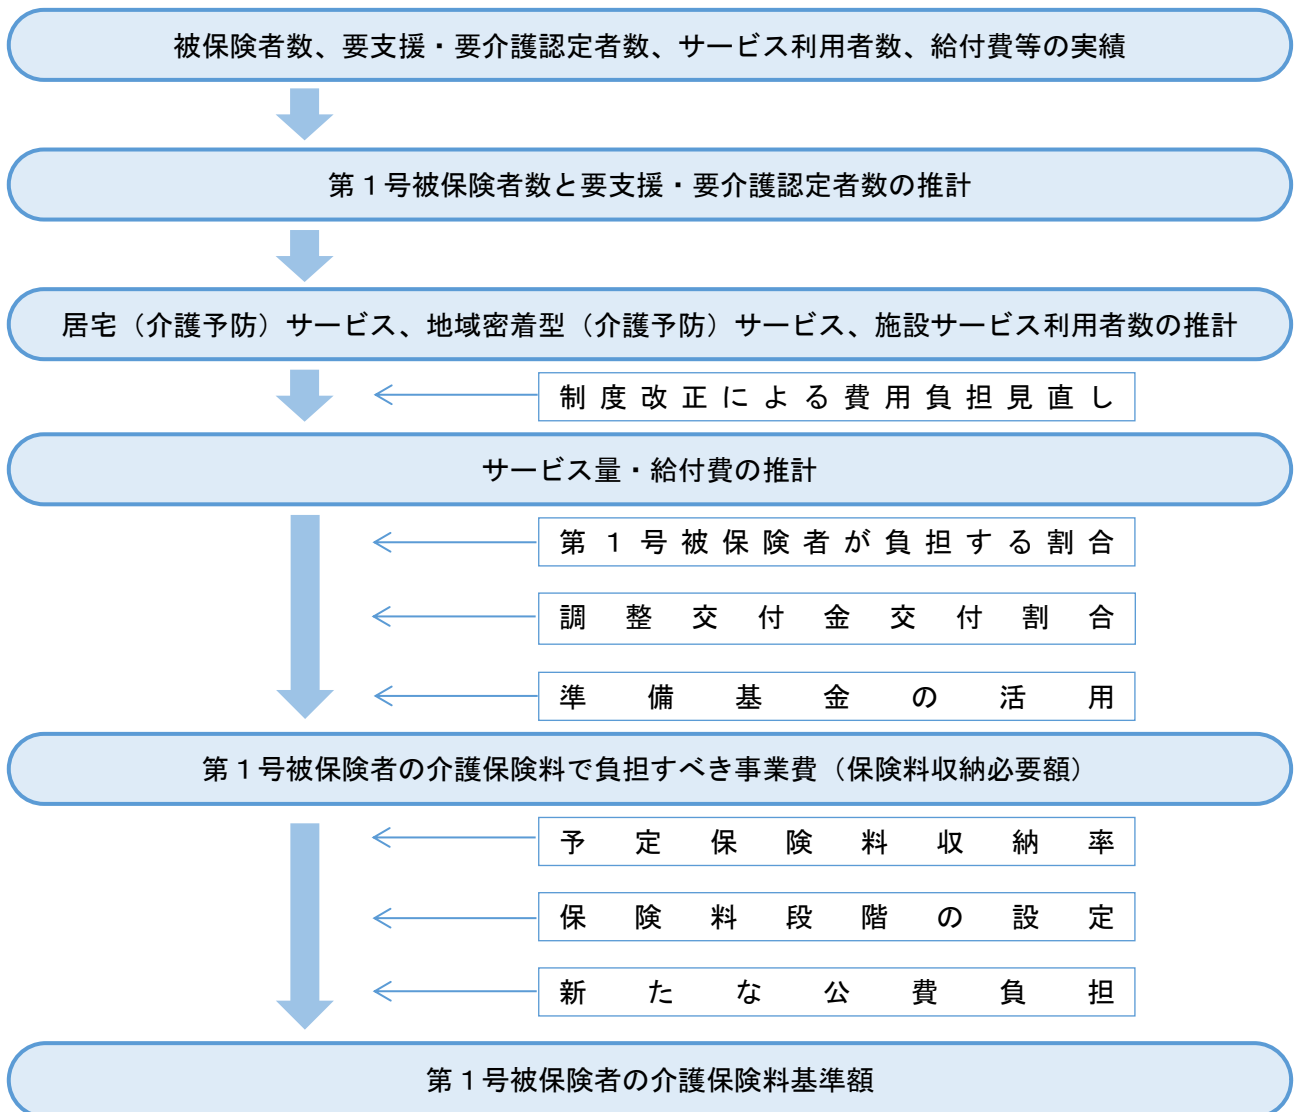 被保険者数、要支援・要介護認定者数、サービス利用者数、給付費等の実績
第１号被保険者数と要支援・要介護認定者数の推計
居宅（介護予防）サービス、地域密着型（介護予防）サービス、施設サービス利用者数の推計
制度改正による費用負担見直し
サービス量・給付費の推計
第１号被保険者が負担する割合
調整交付金交付割合
準備基金の活用
第１号被保険者の介護保険料で負担すべき事業費（保険料収納必要額）
予定保険料収納率
保険料段階の設定
新たな公費負担
第１号被保険者の介護保険料基準額